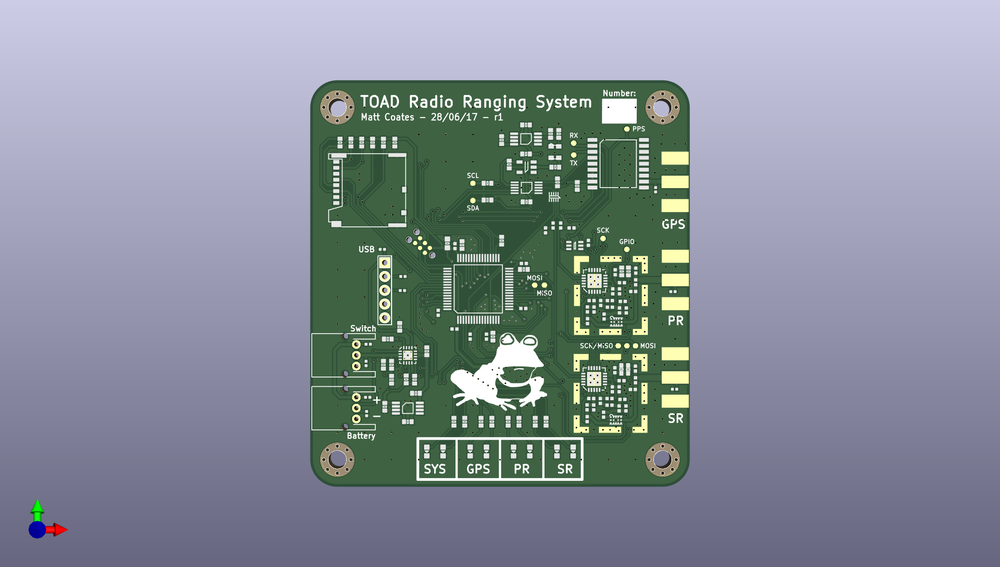 TOAD Radio Ranging System
Matt Coates - 28/06/17 - r1
Number:
PPS
RX
TX
SCL
SDA
GPS
USB
SCK
GPIO
MOSI
MISO
PR
Switch
SCK/MISO
MOSI
+
-
SR
Battery
SYS
GPS
PR
SR